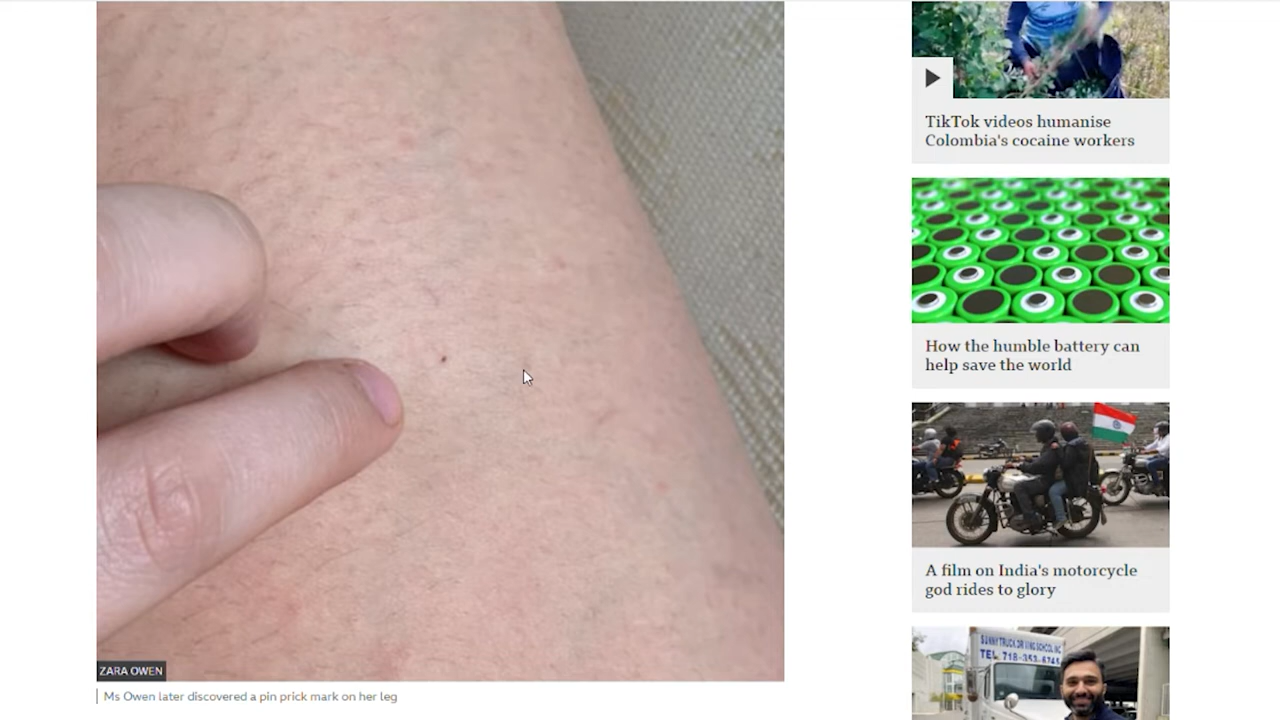 ZARA OWEN
Ms Owen later discovered a pin prick mark on her leg
TikTok videos humanise
Colombia's cocaine workers
How the humble battery can
help save the world
A film on India's motorcycle
god rides to glory
SUNNY TRUCK DRIVING SCHOOL INC
TEL: 718-353-6745